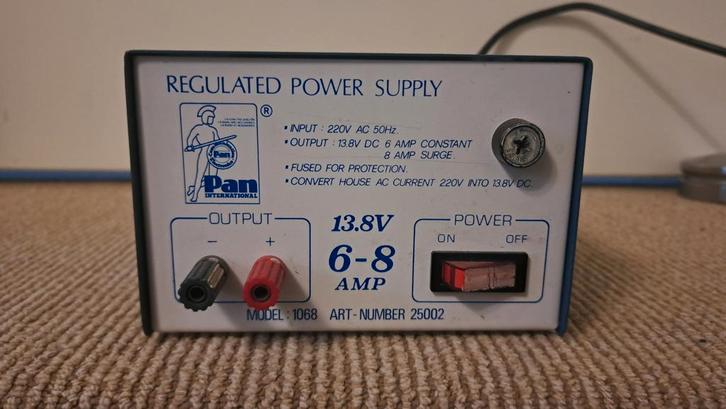 REGULATED POWER SUPPLY
®
• INPUT : 220V AC 50Hz.
• OUTPUT : 13.8V DC 6 AMP CONSTANT
8 AMP SURGE.
• FUSED FOR PROTECTION.
• CONVERT HOUSE AC CURRENT 220V INTO 13.8V DC.
Pan
Pan
INTERNATIONAL
OUTPUT
13.8V
POWER
− +
ON OFF
6-8
AMP
MODEL : 1068 ART-NUMBER 25002